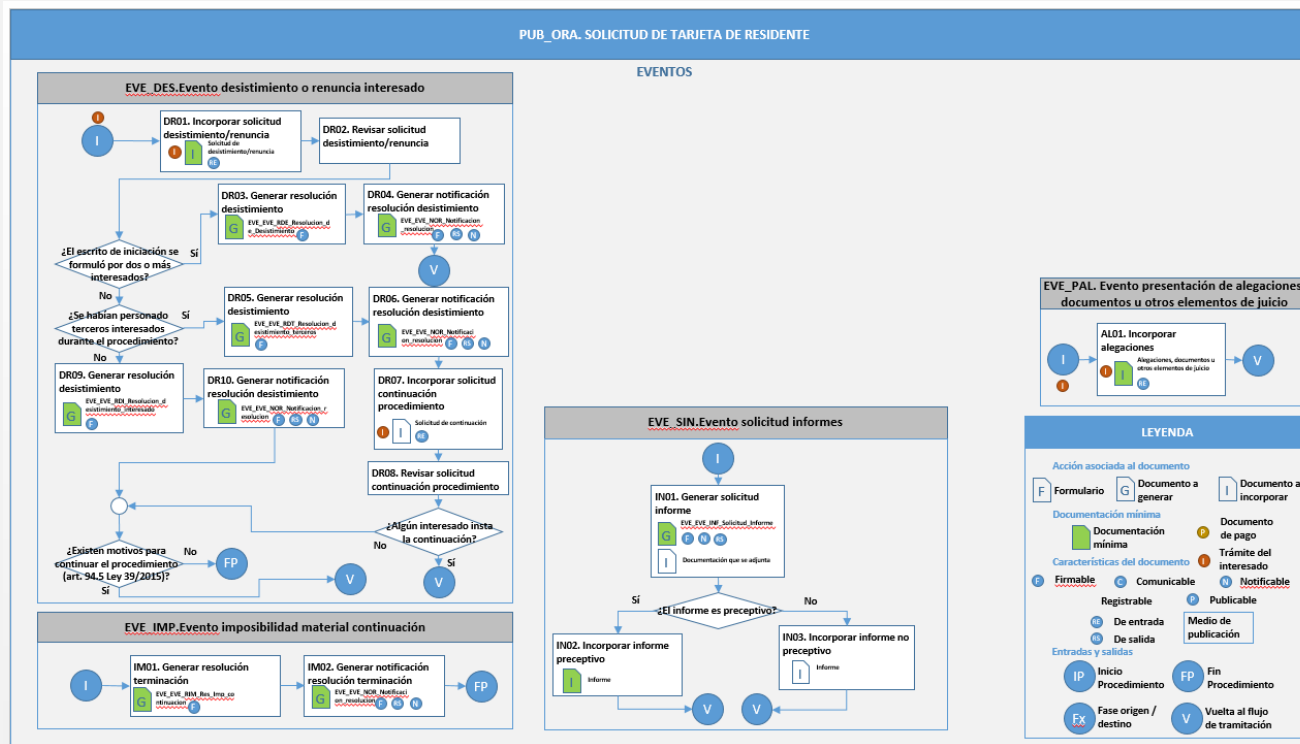 PUB_ORA. SOLICITUD DE TARJETA DE RESIDENTE
EVENTOS
EVE_DES.Evento desistimiento o renuncia interesado
I
I
DR01. Incorporar solicitud
desistimiento/renuncia
I
I
Solicitud de
desistimiento/renuncia
RE
DR02. Revisar solicitud
desistimiento/renuncia
DR03. Generar resolución
desistimiento
G
EVE_EVE_RDE_Resolucion_d
e_Desistimiento
F
DR04. Generar notificación
resolución desistimiento
G
EVE_EVE_NOR_Notificacion
_resolucion
F
RS
N
V
¿El escrito de iniciación se
formuló por dos o más
interesados?
Sí
No
¿Se habían personado
terceros interesados
durante el procedimiento?
Sí
No
DR05. Generar resolución
desistimiento
G
EVE_EVE_RDT_Resolucion_d
esistimiento_terceros
F
DR06. Generar notificación
resolución desistimiento
G
EVE_EVE_NOR_Notificaci
on_resolucion
F
RS
N
DR09. Generar resolución
desistimiento
G
EVE_EVE_RDI_Resolucion_d
esistimiento_interesado
F
DR10. Generar notificación
resolución desistimiento
G
EVE_EVE_NOR_Notificacion_r
esolucion
F
RS
N
DR07. Incorporar solicitud
continuación
procedimiento
I
I
Solicitud de continuación
RE
DR08. Revisar solicitud
continuación procedimiento
¿Algún interesado insta
la continuación?
No
Sí
V
¿Existen motivos para
continuar el procedimiento
(art. 94.5 Ley 39/2015)?
No
FP
Sí
V
EVE_IMP.Evento imposibilidad material continuación
I
IM01. Generar resolución
terminación
G
EVE_EVE_RIM_Res_Imp_co
ntinuacion
F
IM02. Generar notificación
resolución terminación
G
EVE_EVE_NOR_Notificaci
on_resolucion
F
RS
N
FP
EVE_SIN.Evento solicitud informes
I
IN01. Generar solicitud
informe
G
EVE_EVE_INF_Solicitud_Informe
F
N
RS
I
Documentación que se adjunta
¿El informe es preceptivo?
Sí
No
IN02. Incorporar informe
preceptivo
I
Informe
IN03. Incorporar informe no
preceptivo
I
Informe
V
V
EVE_PAL. Evento presentación de alegaciones
documentos u otros elementos de juicio
I
I
AL01. Incorporar
alegaciones
I
I
Alegaciones, documentos u
otros elementos de juicio
RE
V
LEYENDA
Acción asociada al documento
F
Formulario
G
Documento a
generar
I
Documento a
incorporar
Documentación mínima
Documentación
mínima
P
Documento
de pago
I
Trámite del
interesado
Características del documento
F
Firmable
C
Comunicable
N
Notificable
Registrable
P
Publicable
RE
De entrada
RS
De salida
Medio de
publicación
Entradas y salidas
IP
Inicio
Procedimiento
FP
Fin
Procedimiento
Fx
Fase origen /
destino
V
Vuelta al flujo
de tramitación